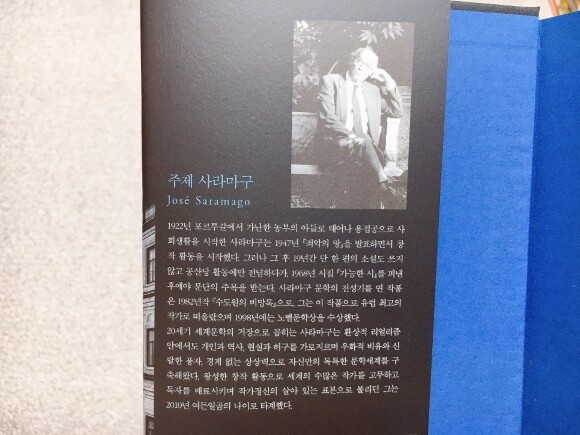 주제 사라마구
José Saramago
1922년 포르투갈에서 가난한 농부의 아들로 태어나 용접공으로 사
회생활을 시작한 사라마구는 1947년 『죄악의 땅』을 발표하면서 창
작 활동을 시작했다. 그러나 그 후 19년간 단 한 편의 소설도 쓰지
않고 공산당 활동에만 전념하다가, 1968년 시집 『가능한 시』를 펴낸
후에야 문단의 주목을 받는다. 사라마구 문학의 전성기를 연 작품
은 1982년작 『수도원의 비망록』으로, 그는 이 작품으로 유럽 최고의
작가로 떠올랐으며 1998년에는 노벨문학상을 수상했다.
20세기 세계문학의 거장으로 꼽히는 사라마구는 환상적 리얼리즘
안에서도 개인과 역사, 현실과 허구를 가로지르며 우화적 비유와 신
랄한 풍자, 경계 없는 상상력으로 자신만의 독특한 문학세계를 구
축해왔다. 왕성한 창작 활동으로 세계의 수많은 작가를 고무하고
독자를 매료시키며 작가정신의 살아 있는 표본으로 불리던 그는
2010년 여든일곱의 나이로 타계했다.